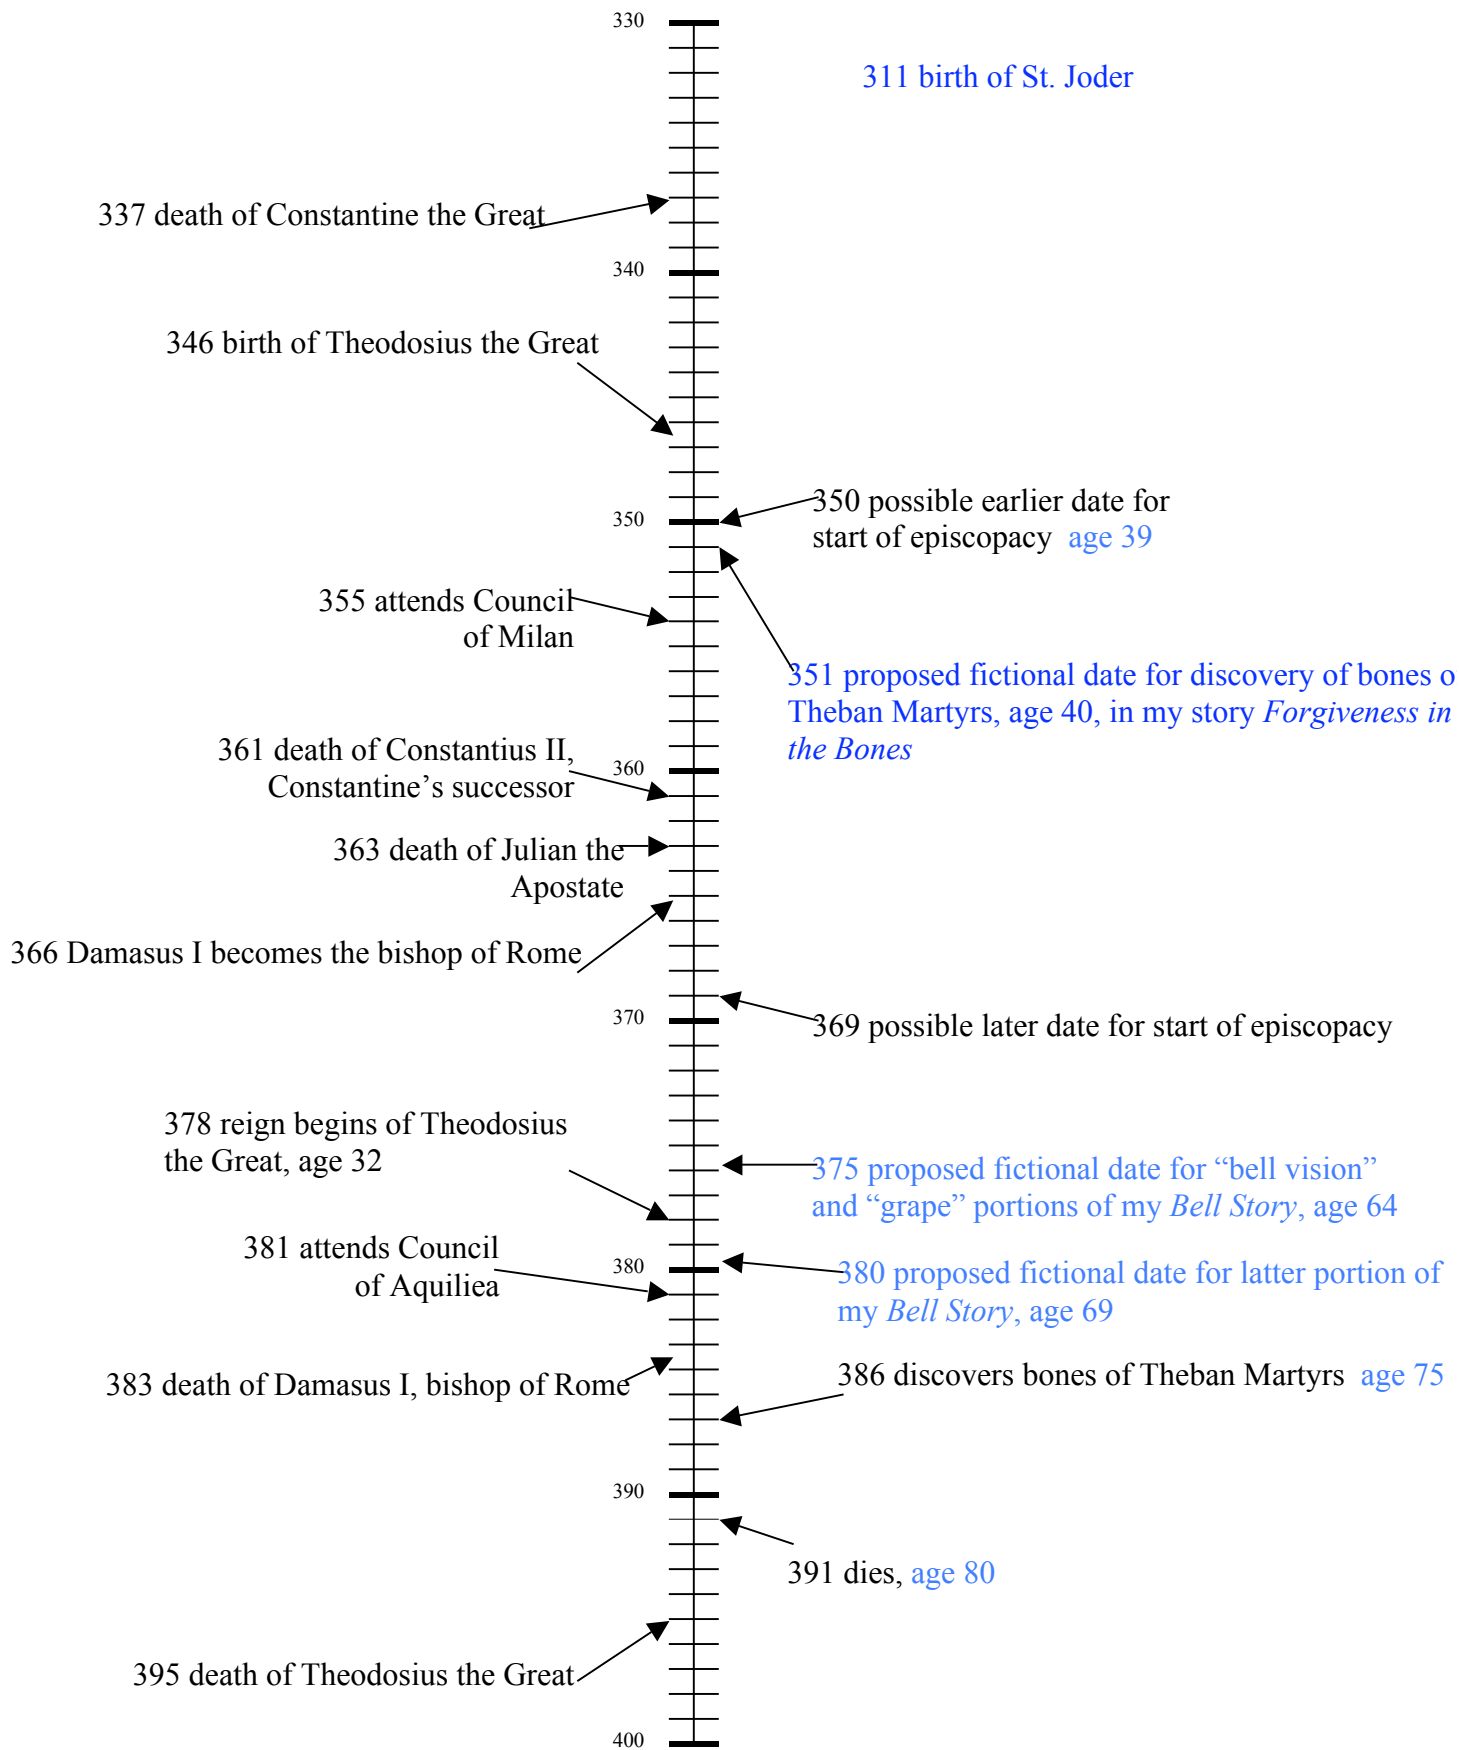 330
311 birth of St. Joder
337 death of Constantine the Great
340
346 birth of Theodosius the Great
350 possible earlier date for
start of episcopacy age 39
350
355 attends Council
of Milan
351 proposed fictional date for discovery of bones o
Theban Martyrs, age 40, in my story Forgiveness in
the Bones
361 death of Constantius II,
Constantine’s successor
360
363 death of Julian the
Apostate
366 Damasus I becomes the bishop of Rome
370
369 possible later date for start of episcopacy
378 reign begins of Theodosius
the Great, age 32
375 proposed fictional date for “bell vision”
and “grape” portions of my Bell Story, age 64
381 attends Council
of Aquiliea
380
380 proposed fictional date for latter portion of
my Bell Story, age 69
383 death of Damasus I, bishop of Rome
386 discovers bones of Theban Martyrs age 75
390
391 dies, age 80
395 death of Theodosius the Great
400